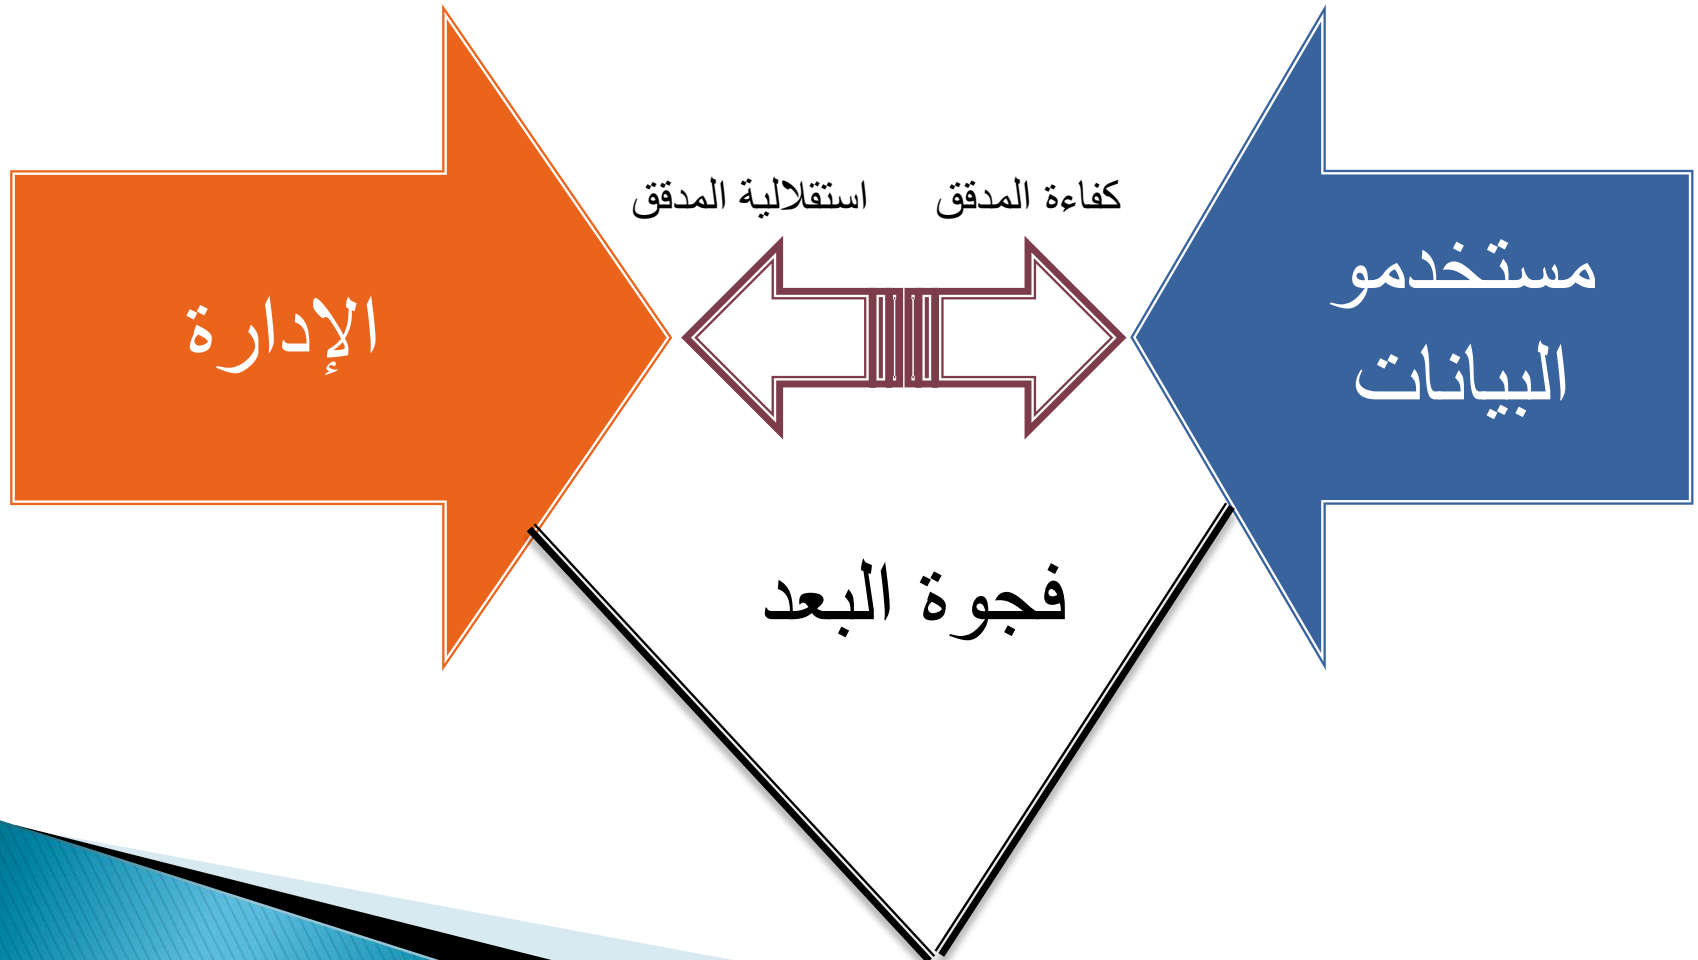 كفاءة المدقق
استقلالية المدقق
مستخدمو
البيانات
الإدارة
فجوة البعد